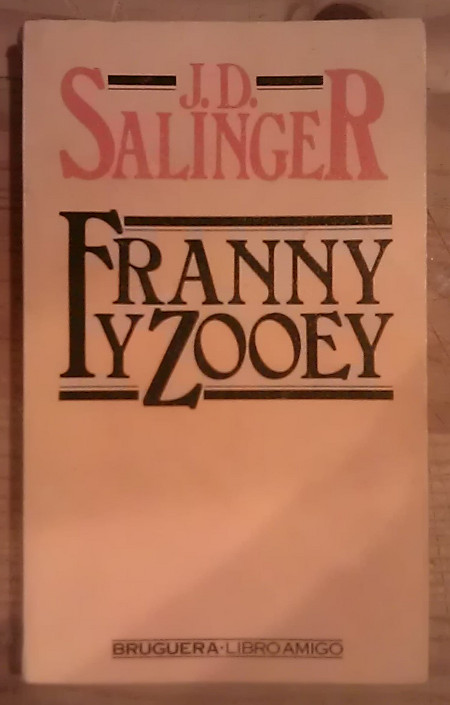 J.D.
SALINGER
FRANNY
Y ZOOEY
BRUGUERA·LIBRO AMIGO